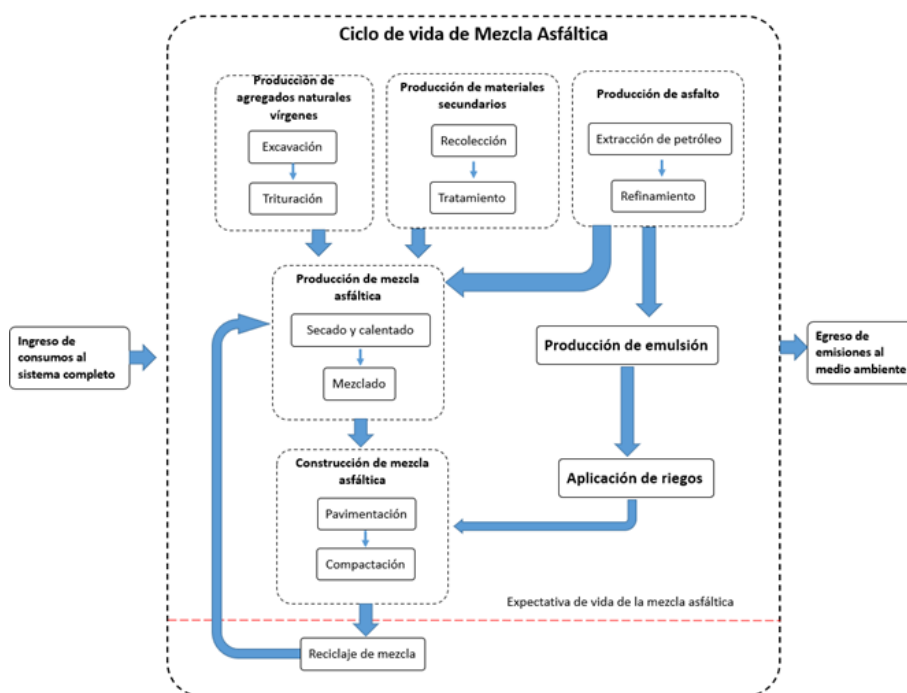 Ciclo de vida de Mezcla Asfáltica
Producción de
agregados naturales
vírgenes
Excavación
Trituración
Producción de materiales
secundarios
Recolección
Tratamiento
Producción de asfalto
Extracción de petróleo
Refinamiento
Producción de mezcla
asfáltica
Secado y calentado
Mezclado
Producción de emulsión
Ingreso de
consumos al
sistema completo
Egreso de
emisiones al
medio ambiente
Construcción de mezcla
asfáltica
Pavimentación
Compactación
Aplicación de riegos
Expectativa de vida de la mezcla asfáltica
Reciclaje de mezcla